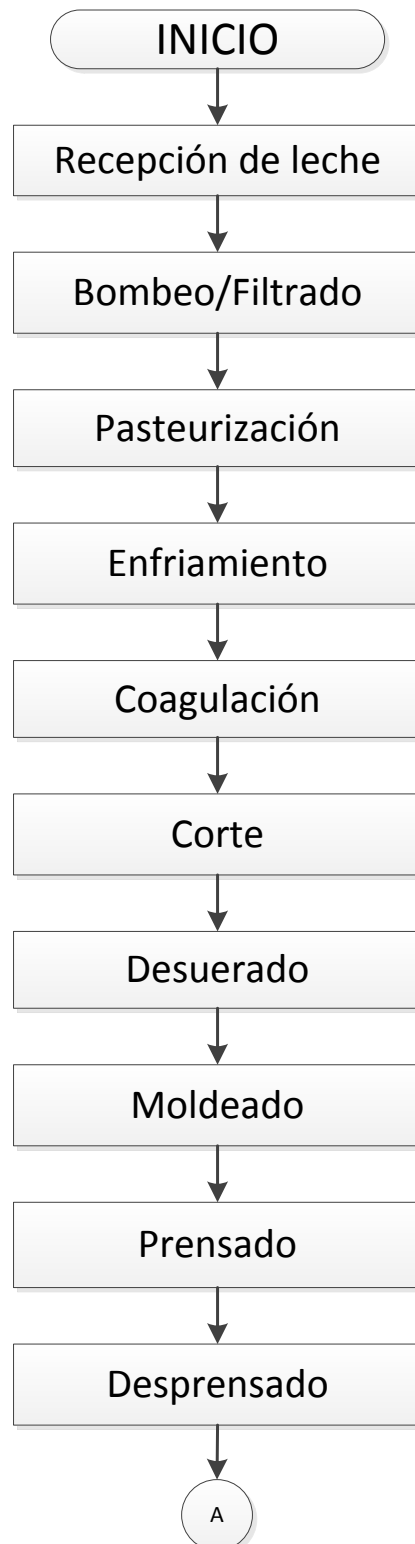 INICIO
Recepción de leche
Bombeo/Filtrado
Pasteurización
Enfriamiento
Coagulación
Corte
Desuerado
Moldeado
Prensado
Desprensado
A